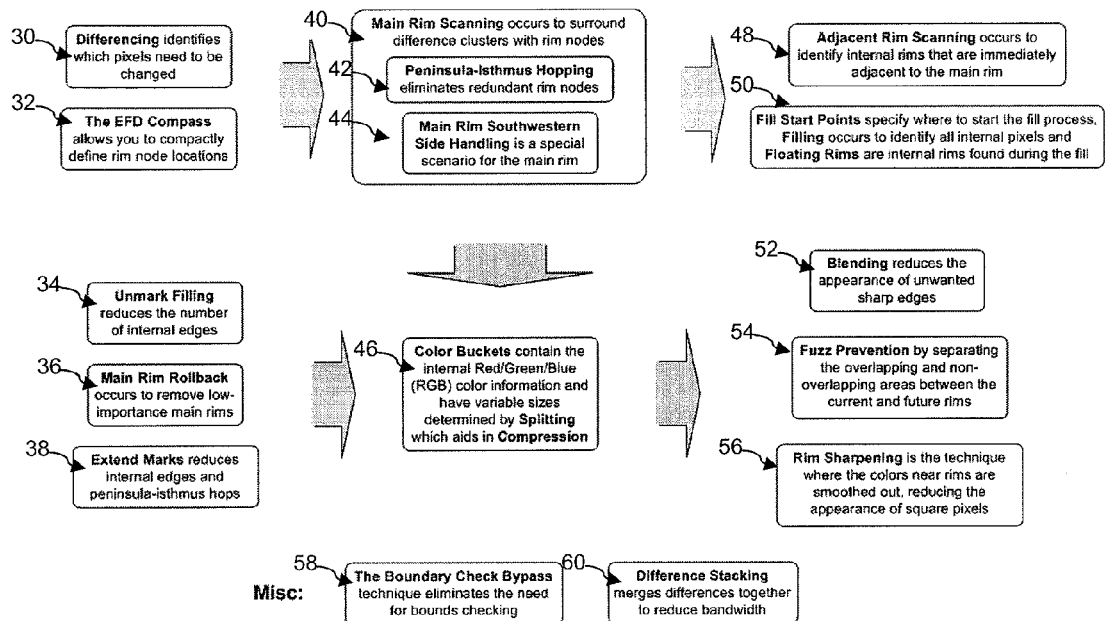 30
Differencing identifies
which pixels need to be
changed
32
The EFD Compass
allows you to compactly
define rim node locations
40
Main Rim Scanning occurs to surround
difference clusters with rim nodes
42
Peninsula-Isthmus Hopping
eliminates redundant rim nodes
44
Main Rim Southwestern
Side Handling is a special
scenario for the main rim
48
Adjacent Rim Scanning occurs to
identify internal rims that are immediately
adjacent to the main rim
50
Fill Start Points specify where to start the fill process,
Filling occurs to identify all internal pixels and
Floating Rims are internal rims found during the fill
34
Unmark Filling
reduces the number
of internal edges
36
Main Rim Rollback
occurs to remove low-
importance main rims
38
Extend Marks reduces
internal edges and
peninsula-isthmus hops
46
Color Buckets contain the
internal Red/Green/Blue
(RGB) color information and
have variable sizes
determined by Splitting
which aids in Compression
52
Blending reduces the
appearance of unwanted
sharp edges
54
Fuzz Prevention by separating
the overlapping and non-
overlapping areas between the
current and future rims
56
Rim Sharpening is the technique
where the colors near rims are
smoothed out, reducing the
appearance of square pixels
Misc:
58
The Boundary Check Bypass
technique eliminates the need
for bounds checking
60
Difference Stacking
merges differences together
to reduce bandwidth